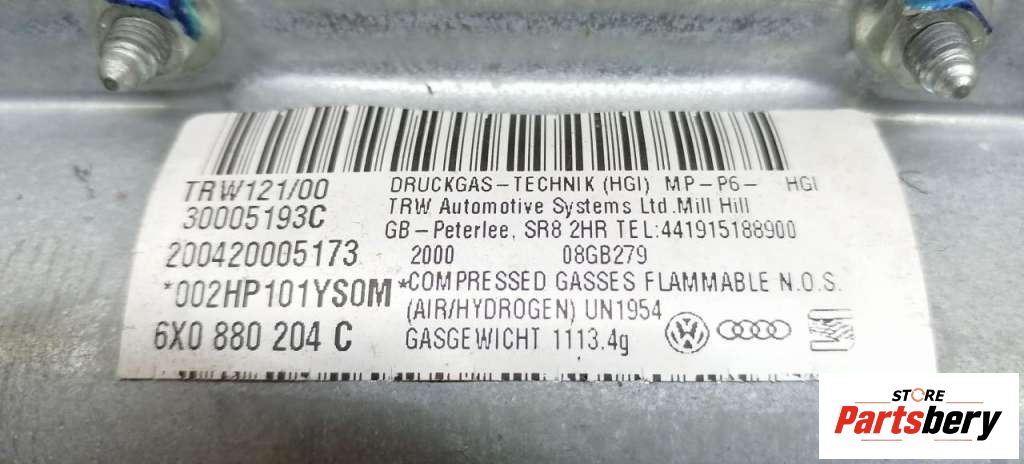 TRW121/00
30005193C
200420005173
*002HP101YS0M*
6X0 880 204 C
DRUCKGAS-TECHNIK (HGI) MP-P6- HGI
TRW Automotive Systems Ltd.Mill Hill
GB-Peterlee, SR8 2HR TEL:441915188900
2000 08GB279
COMPRESSED GASSES FLAMMABLE N.O.S.
(AIR/HYDROGEN) UN1954
GASGEWICHT 1113.4g
STORE
Partsbery